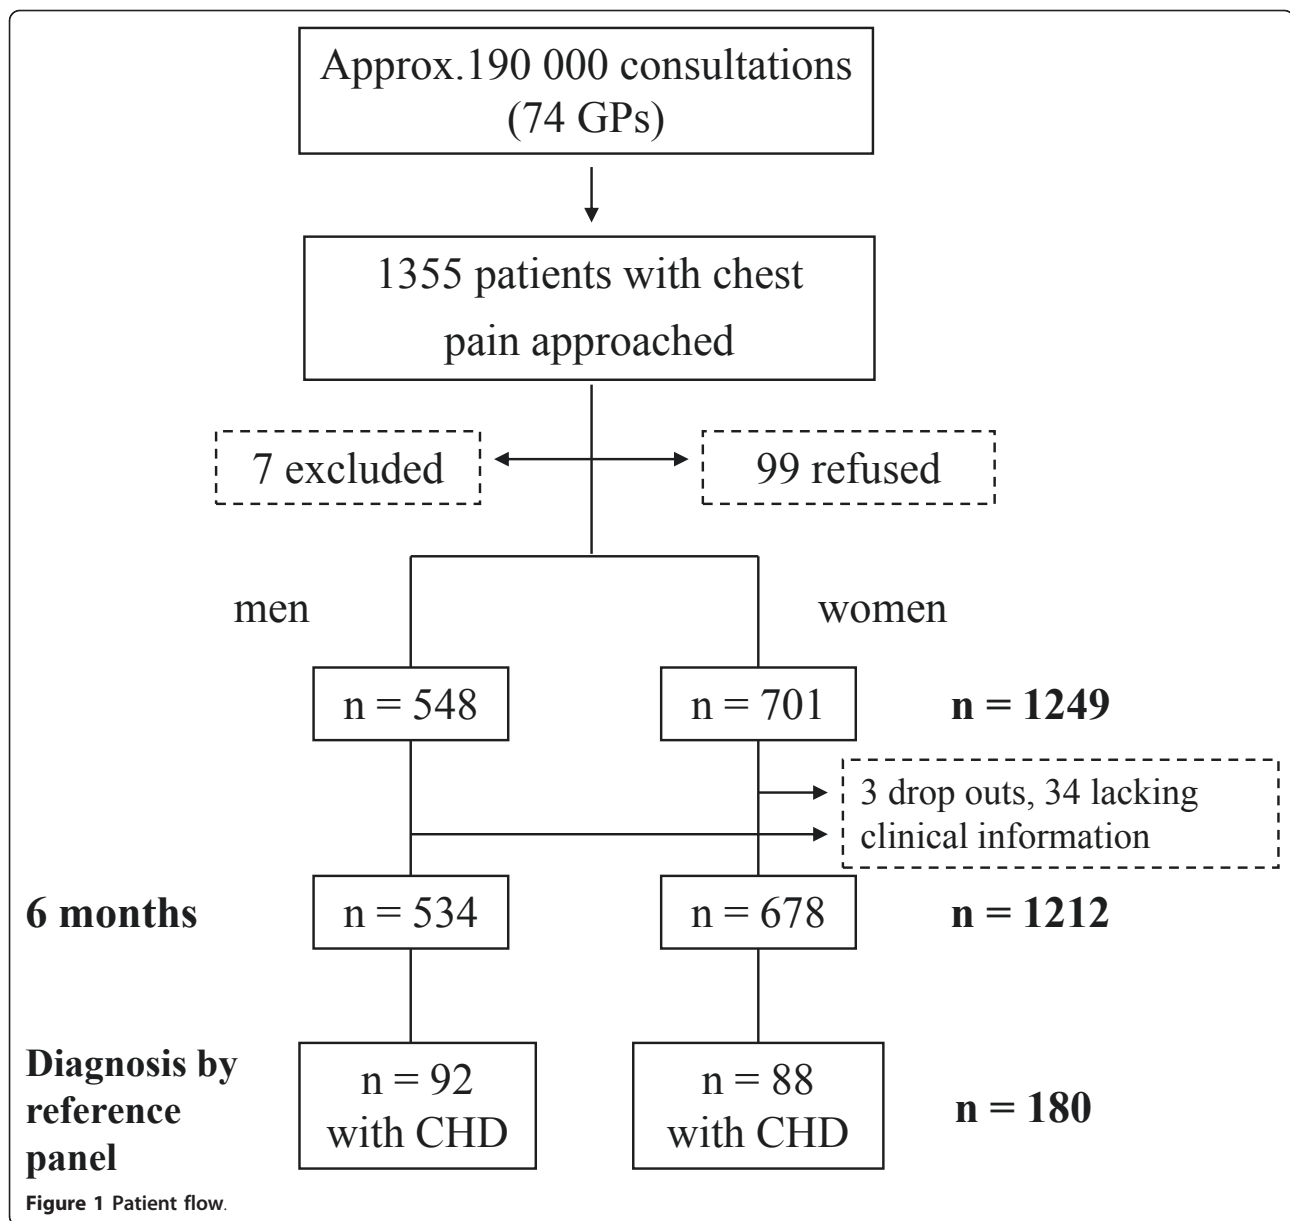 Approx.190 000 consultations
(74 GPs)
1355 patients with chest
pain approached
7 excluded
99 refused
men
women
n = 548
n = 701
n = 1249
3 drop outs, 34 lacking
clinical information
6 months
n = 534
n = 678
n = 1212
Diagnosis by
reference
panel
n = 92
with CHD
n = 88
with CHD
n = 180
Figure 1 Patient flow.